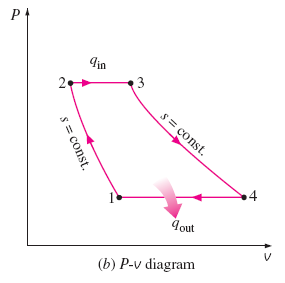 P
q_in
2
3
s = const.
s = const.
1
4
q_out
v
(b) P-v diagram